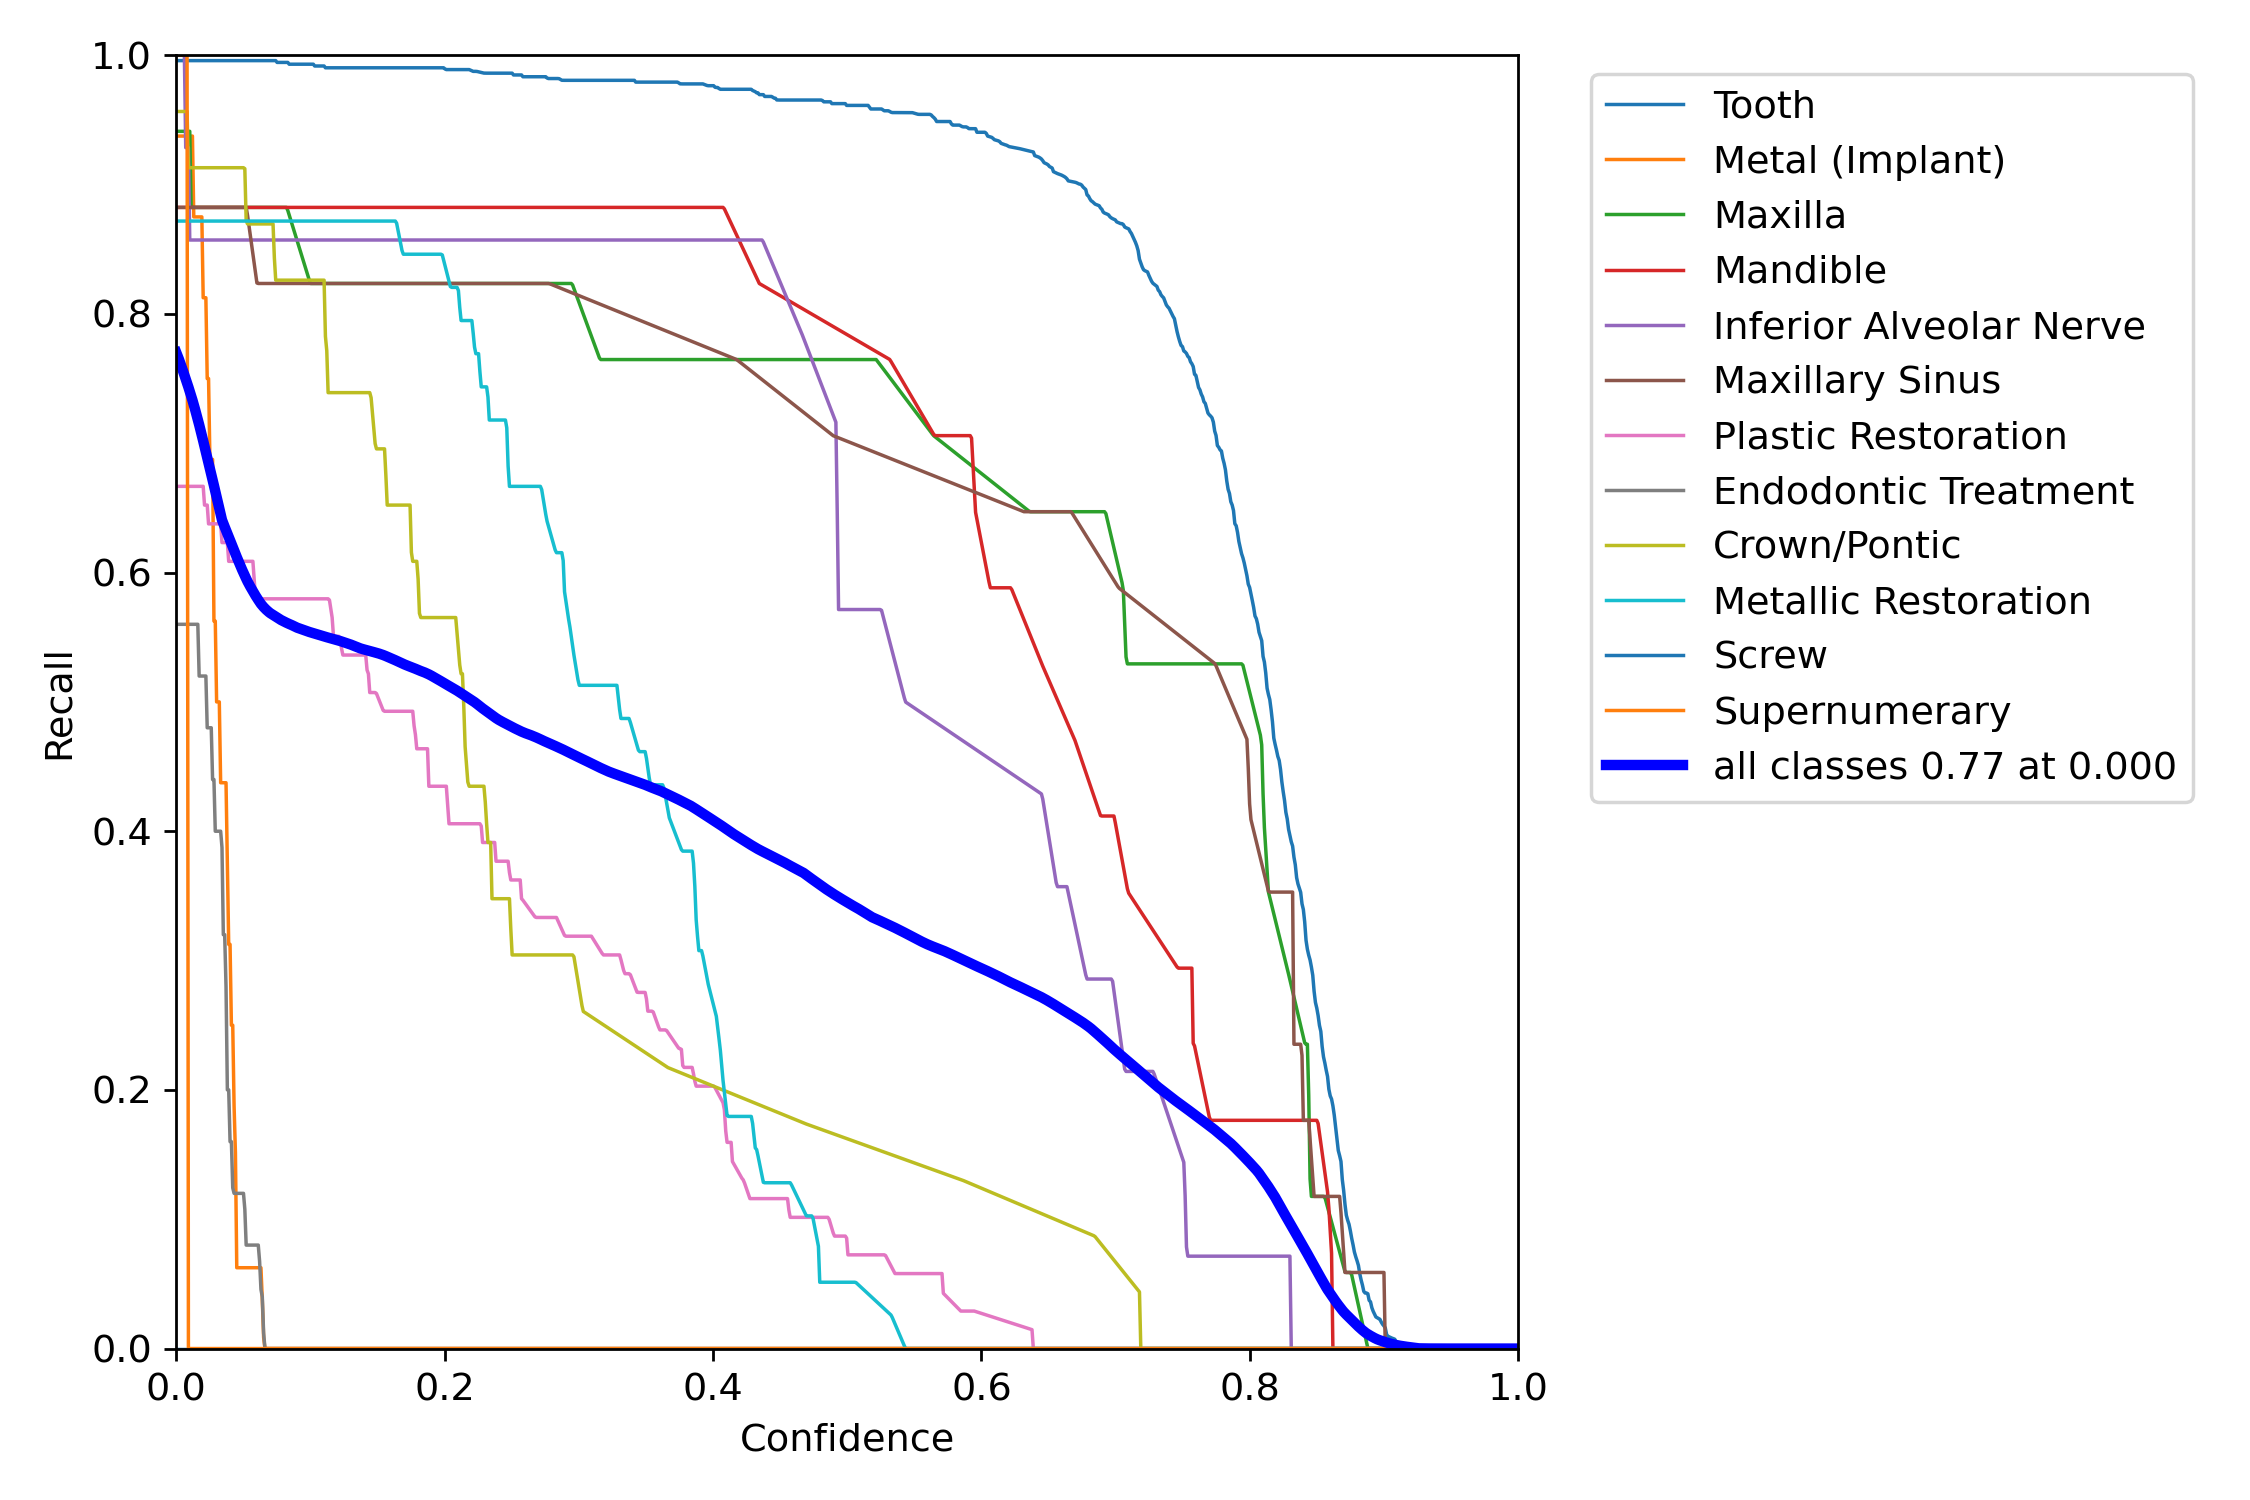 1.0
0.8
0.6
0.4
0.2
0.0
Recall
0.0 0.2 0.4 0.6 0.8 1.0
Confidence
Tooth
Metal (Implant)
Maxilla
Mandible
Inferior Alveolar Nerve
Maxillary Sinus
Plastic Restoration
Endodontic Treatment
Crown/Pontic
Metallic Restoration
Screw
Supernumerary
all classes 0.77 at 0.000